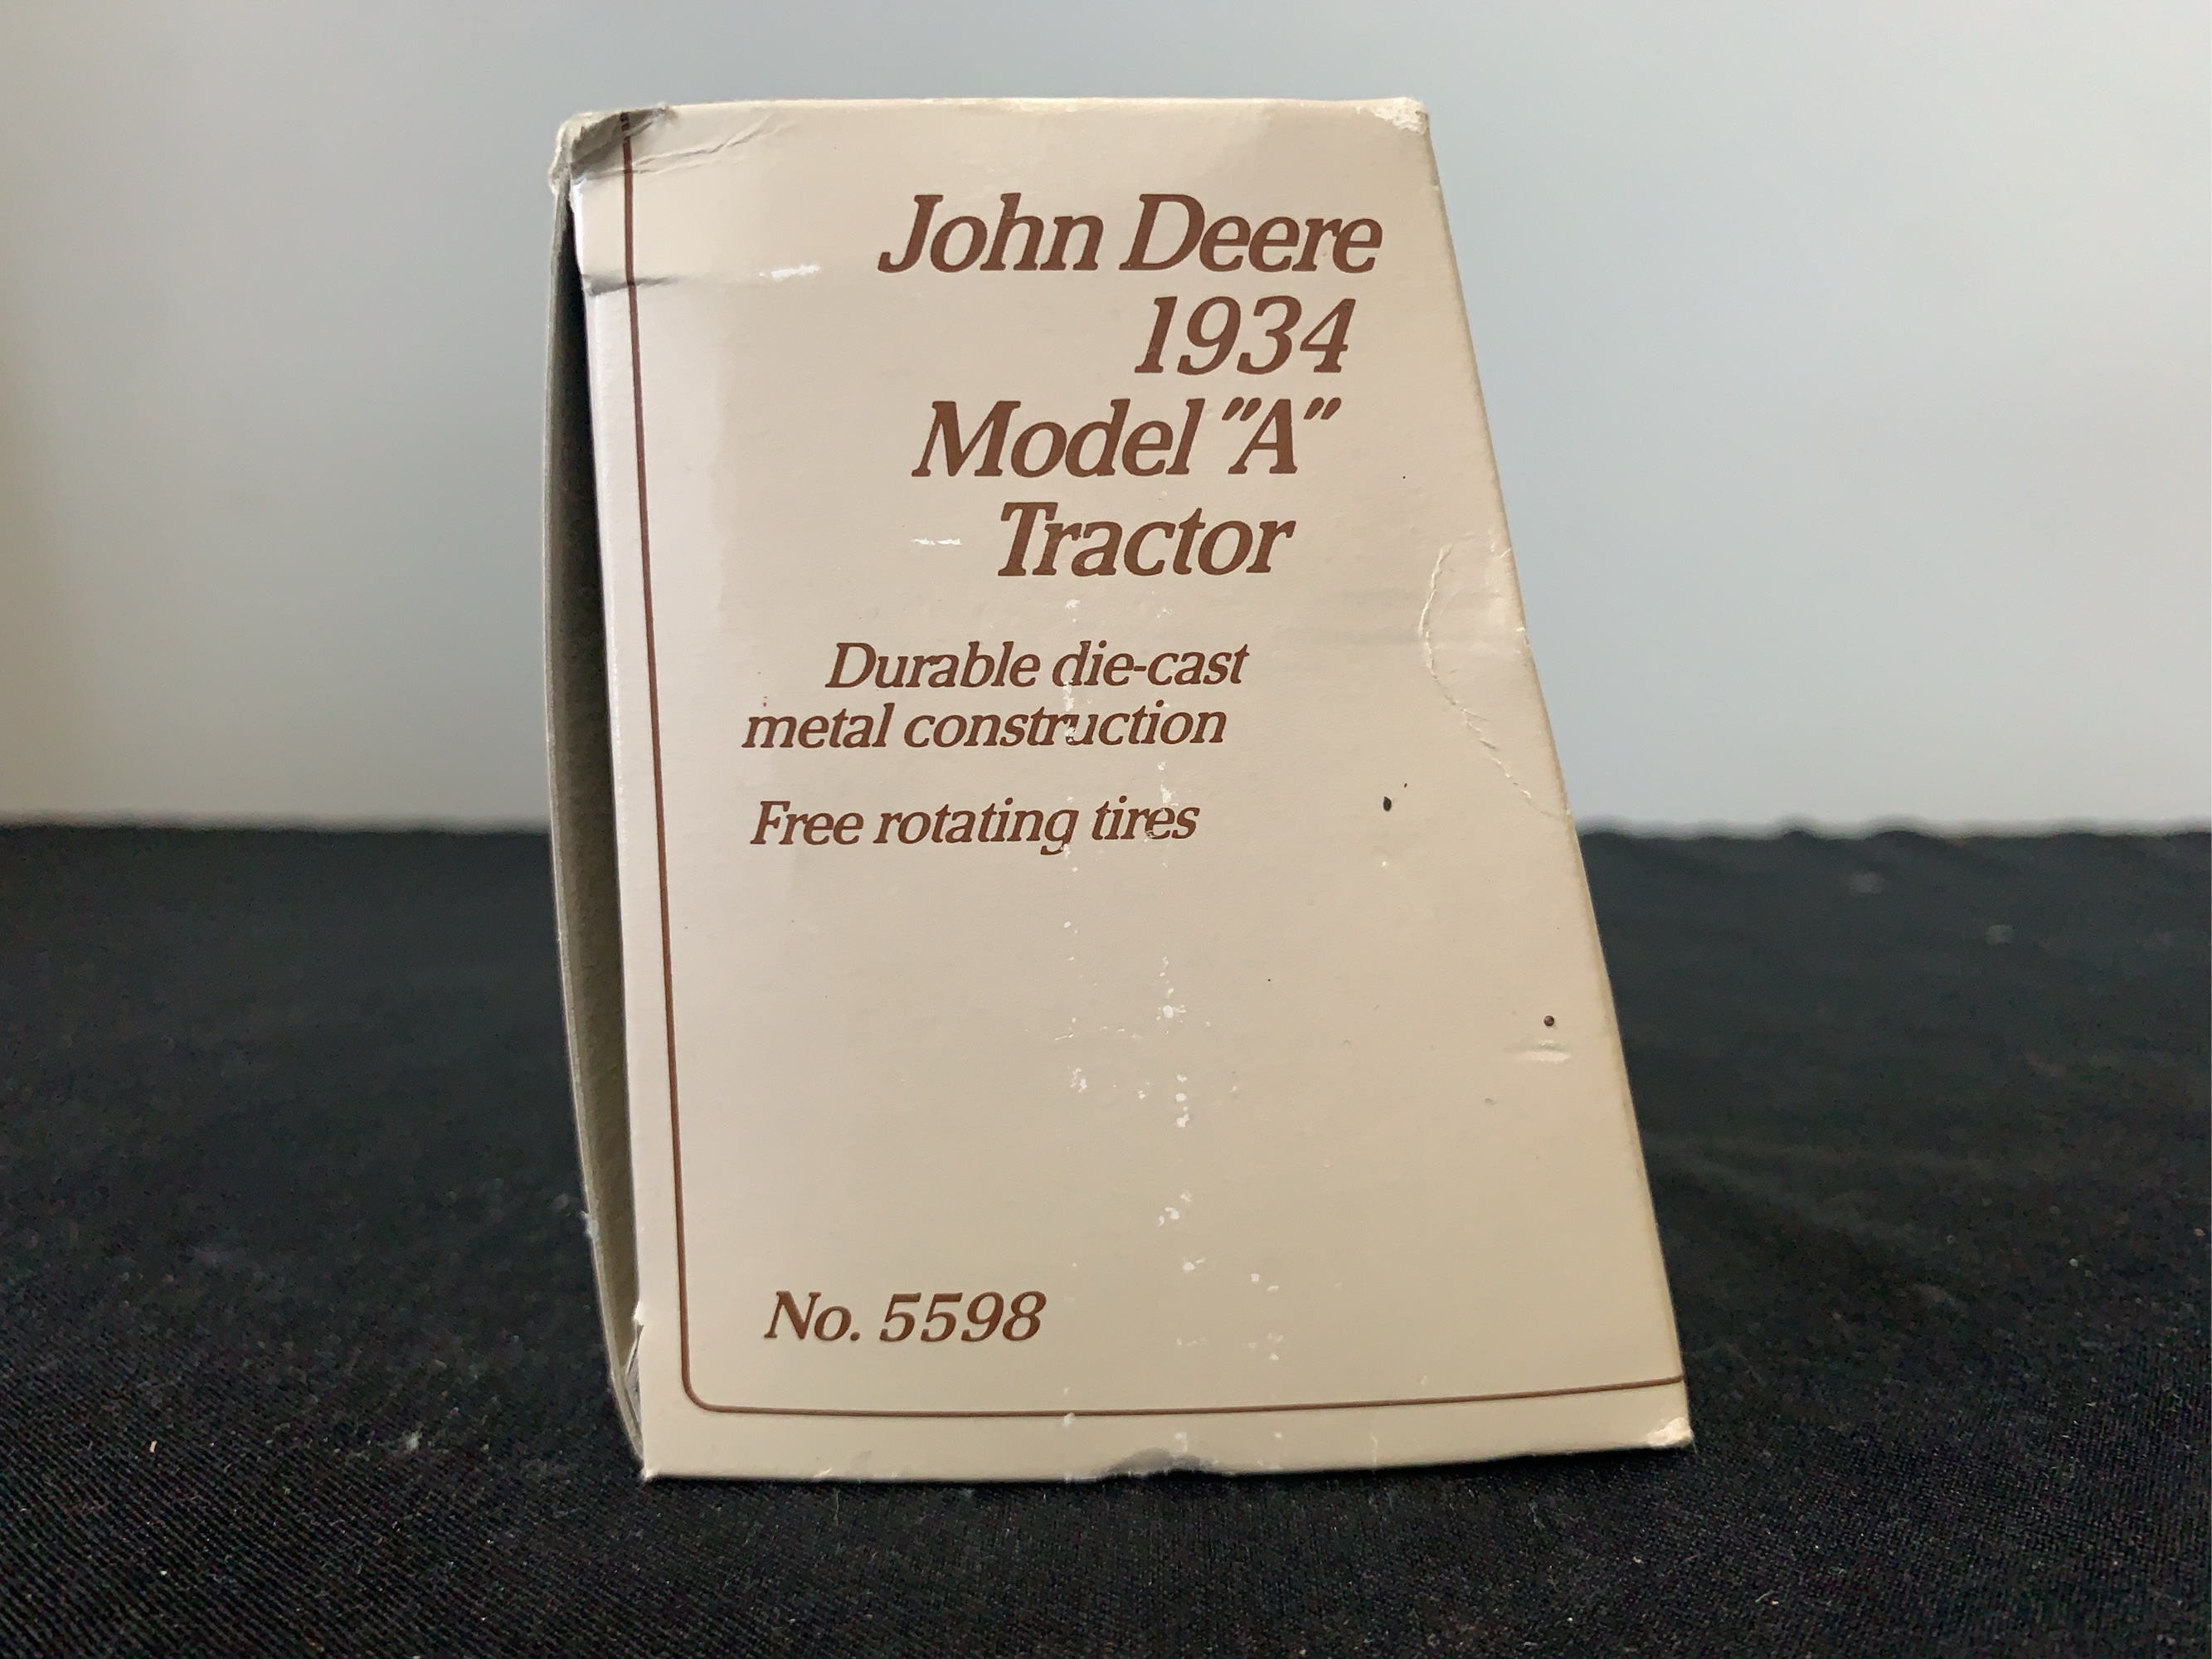 John Deere
1934
Model "A"
Tractor
Durable die-cast
metal construction
Free rotating tires
No. 5598